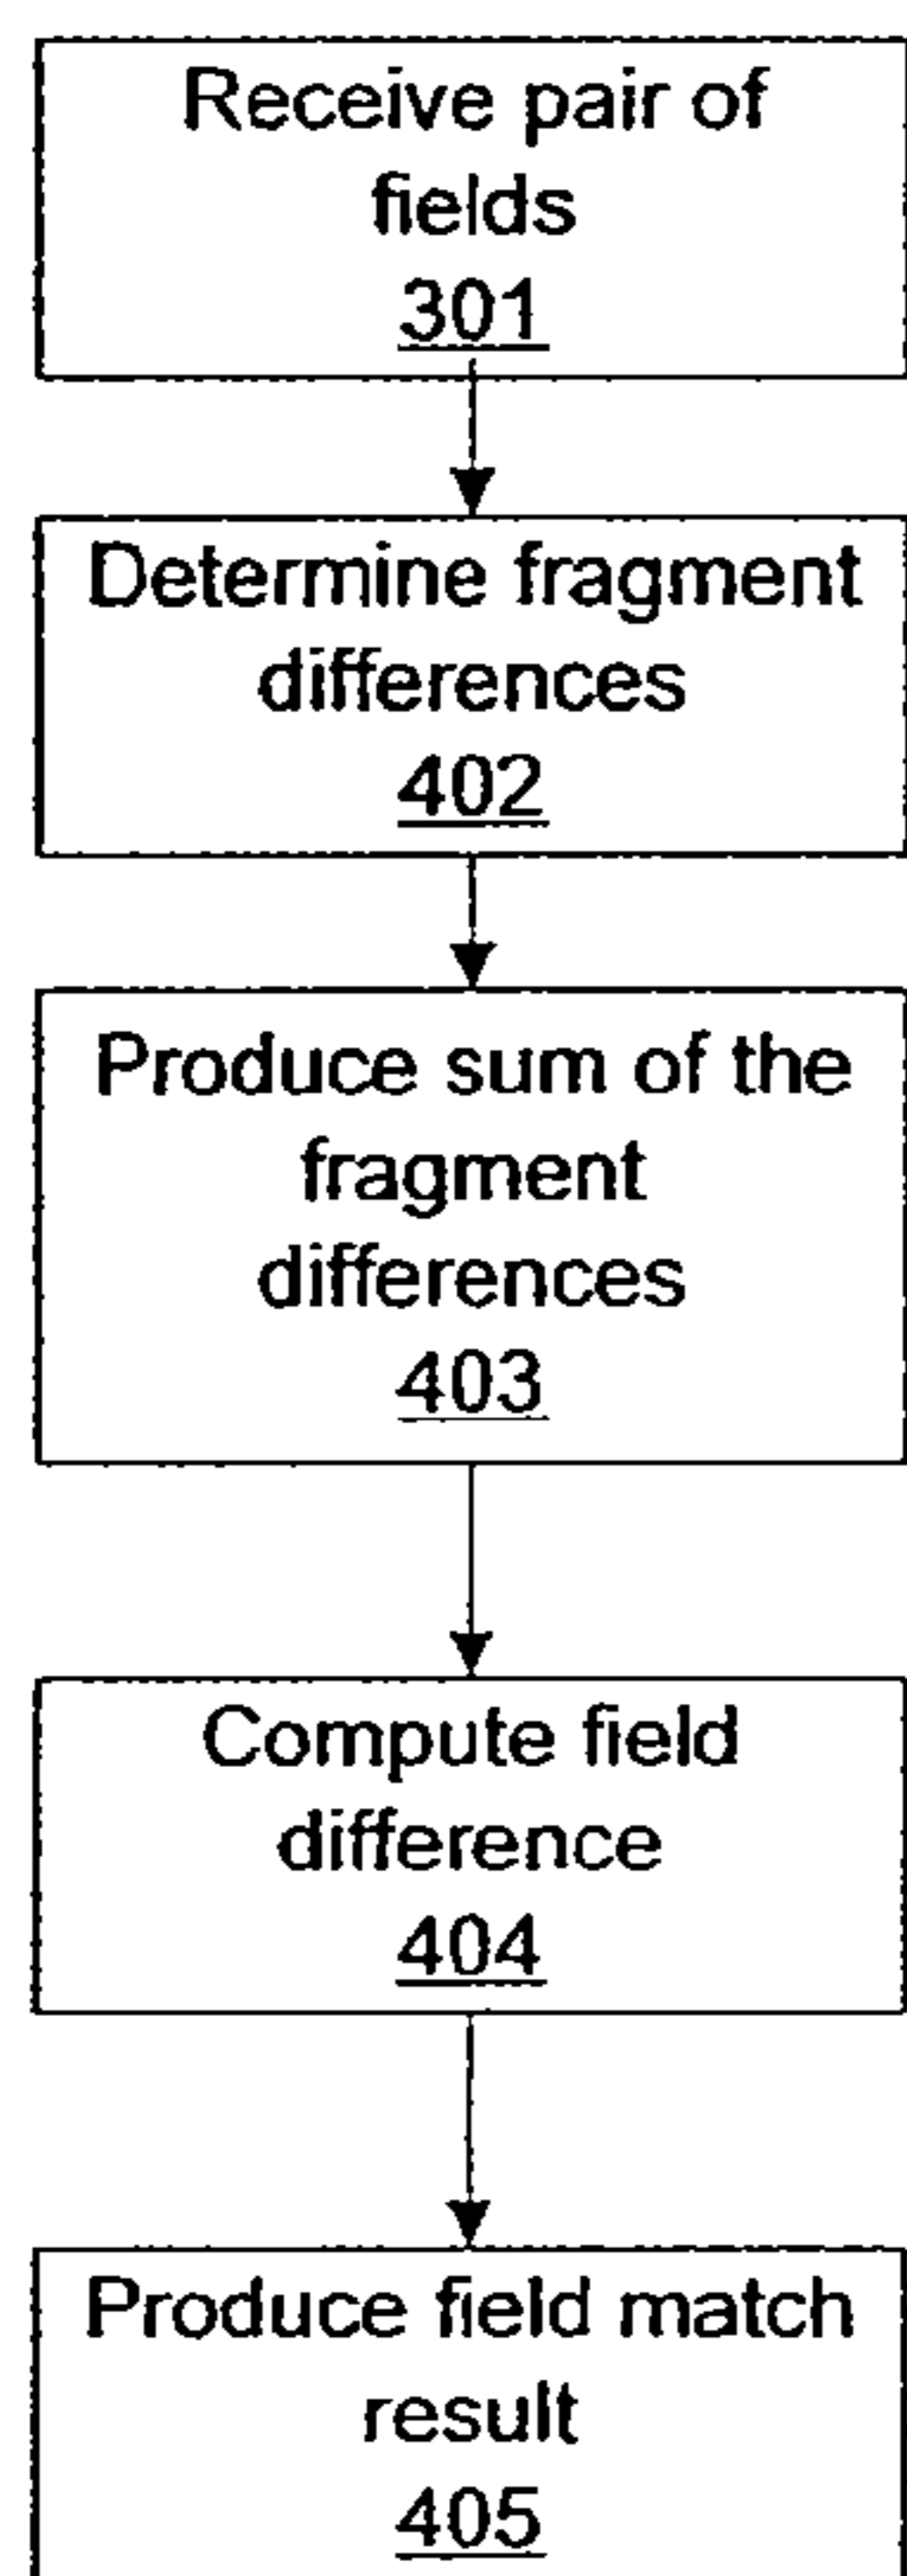 Receive pair of
fields
301
Determine fragment
differences
402
Produce sum of the
fragment
differences
403
Compute field
difference
404
Produce field match
result
405